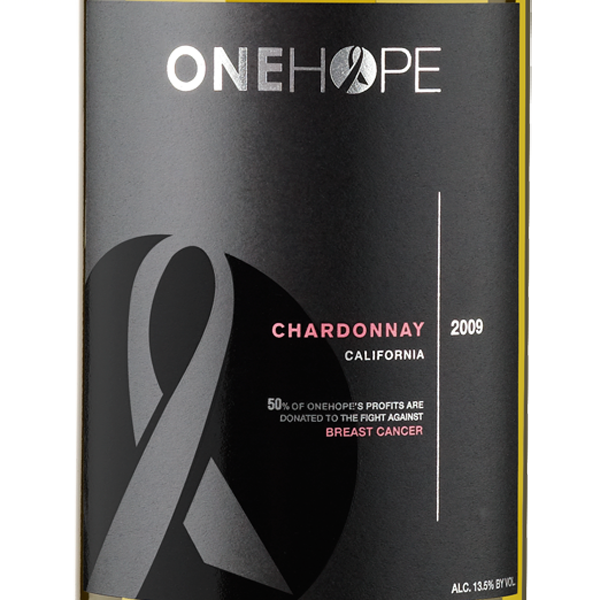 ONEHOPE
CHARDONNAY
2009
CALIFORNIA
50% OF ONEHOPE'S PROFITS ARE
DONATED TO THE FIGHT AGAINST
BREAST CANCER
ALC. 13.5% BY VOL.